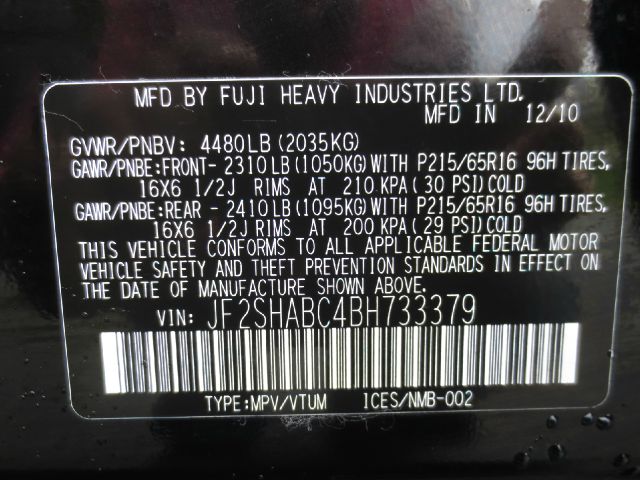 MFD BY FUJI HEAVY INDUSTRIES LTD.
MFD IN 12/10
GVWR/PNBV: 4480LB(2035KG)
GAWR/PNBE:FRONT-2310LB(1050KG)WITH P215/65R16 96H TIRES,
16X6 1/2J RIMS AT 210 KPA(30 PSI)COLD
GAWR/PNBE:REAR -2410LB(1095KG)WITH P215/65R16 96H TIRES,
16X6 1/2J RIMS AT 200 KPA(29 PSI)COLD
THIS VEHICLE CONFORMS TO ALL APPLICABLE FEDERAL MOTOR
VEHICLE SAFETY AND THEFT PREVENTION STANDARDS IN EFFECT ON
THE DATE OF MANUFACTURE SHOWN ABOVE.
VIN: JF2SHABC4BH733379
TYPE:MPV/VTUM ICES/NMB-002